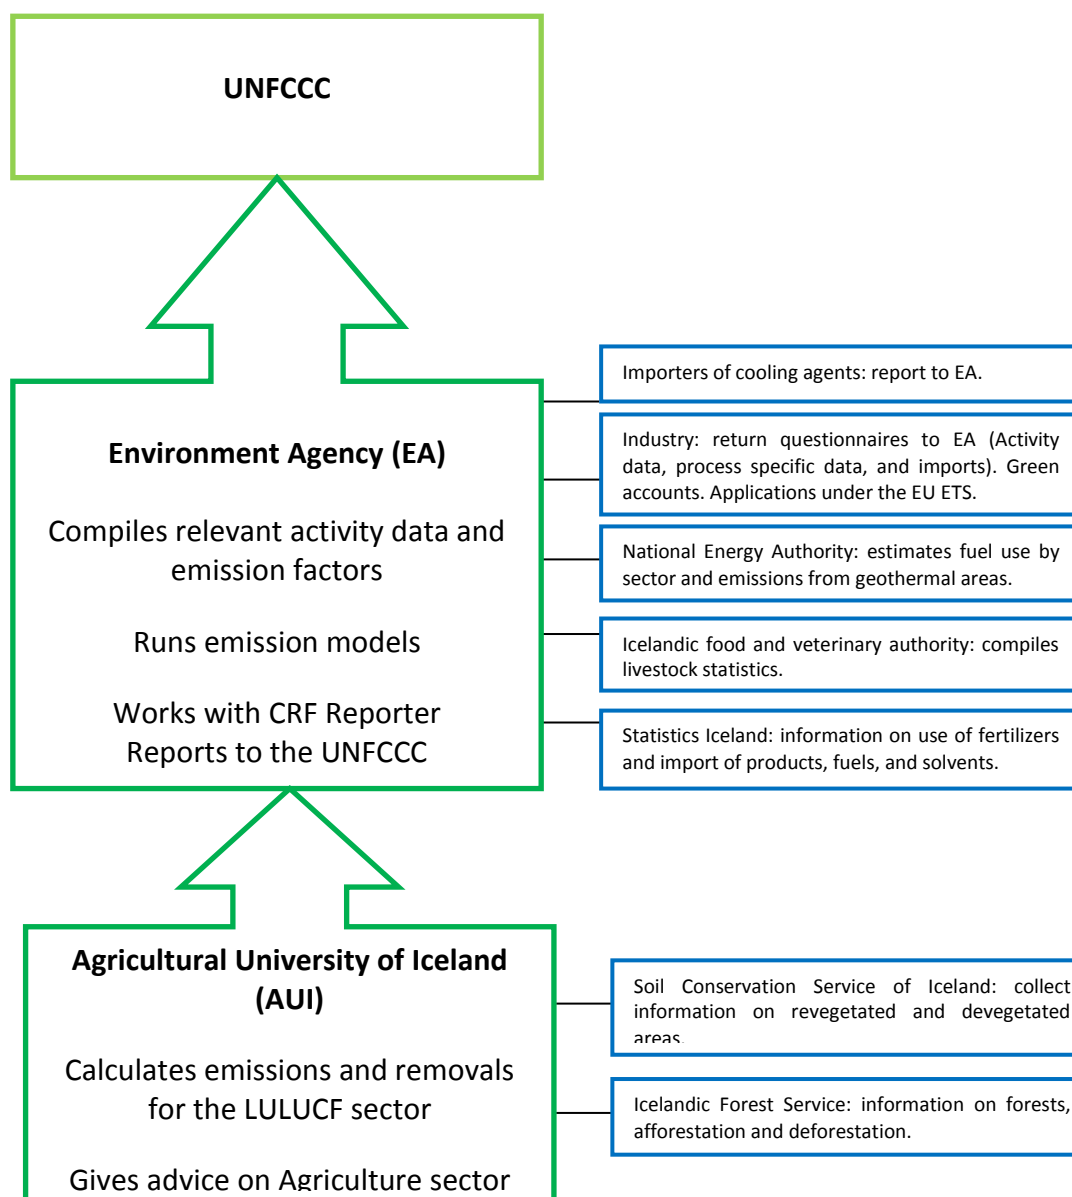 UNFCCC
Environment Agency (EA)
Compiles relevant activity data and
emission factors
Runs emission models
Works with CRF Reporter
Reports to the UNFCCC
Importers of cooling agents: report to EA.
Industry: return questionnaires to EA (Activity
data, process specific data, and imports). Green
accounts. Applications under the EU ETS.
National Energy Authority: estimates fuel use by
sector and emissions from geothermal areas.
Icelandic food and veterinary authority: compiles
livestock statistics.
Statistics Iceland: information on use of fertilizers
and import of products, fuels, and solvents.
Agricultural University of Iceland
(AUI)
Calculates emissions and removals
for the LULUCF sector
Gives advice on Agriculture sector
Soil Conservation Service of Iceland: collect
information on revegetated and devegetated
areas.
Icelandic Forest Service: information on forests,
afforestation and deforestation.